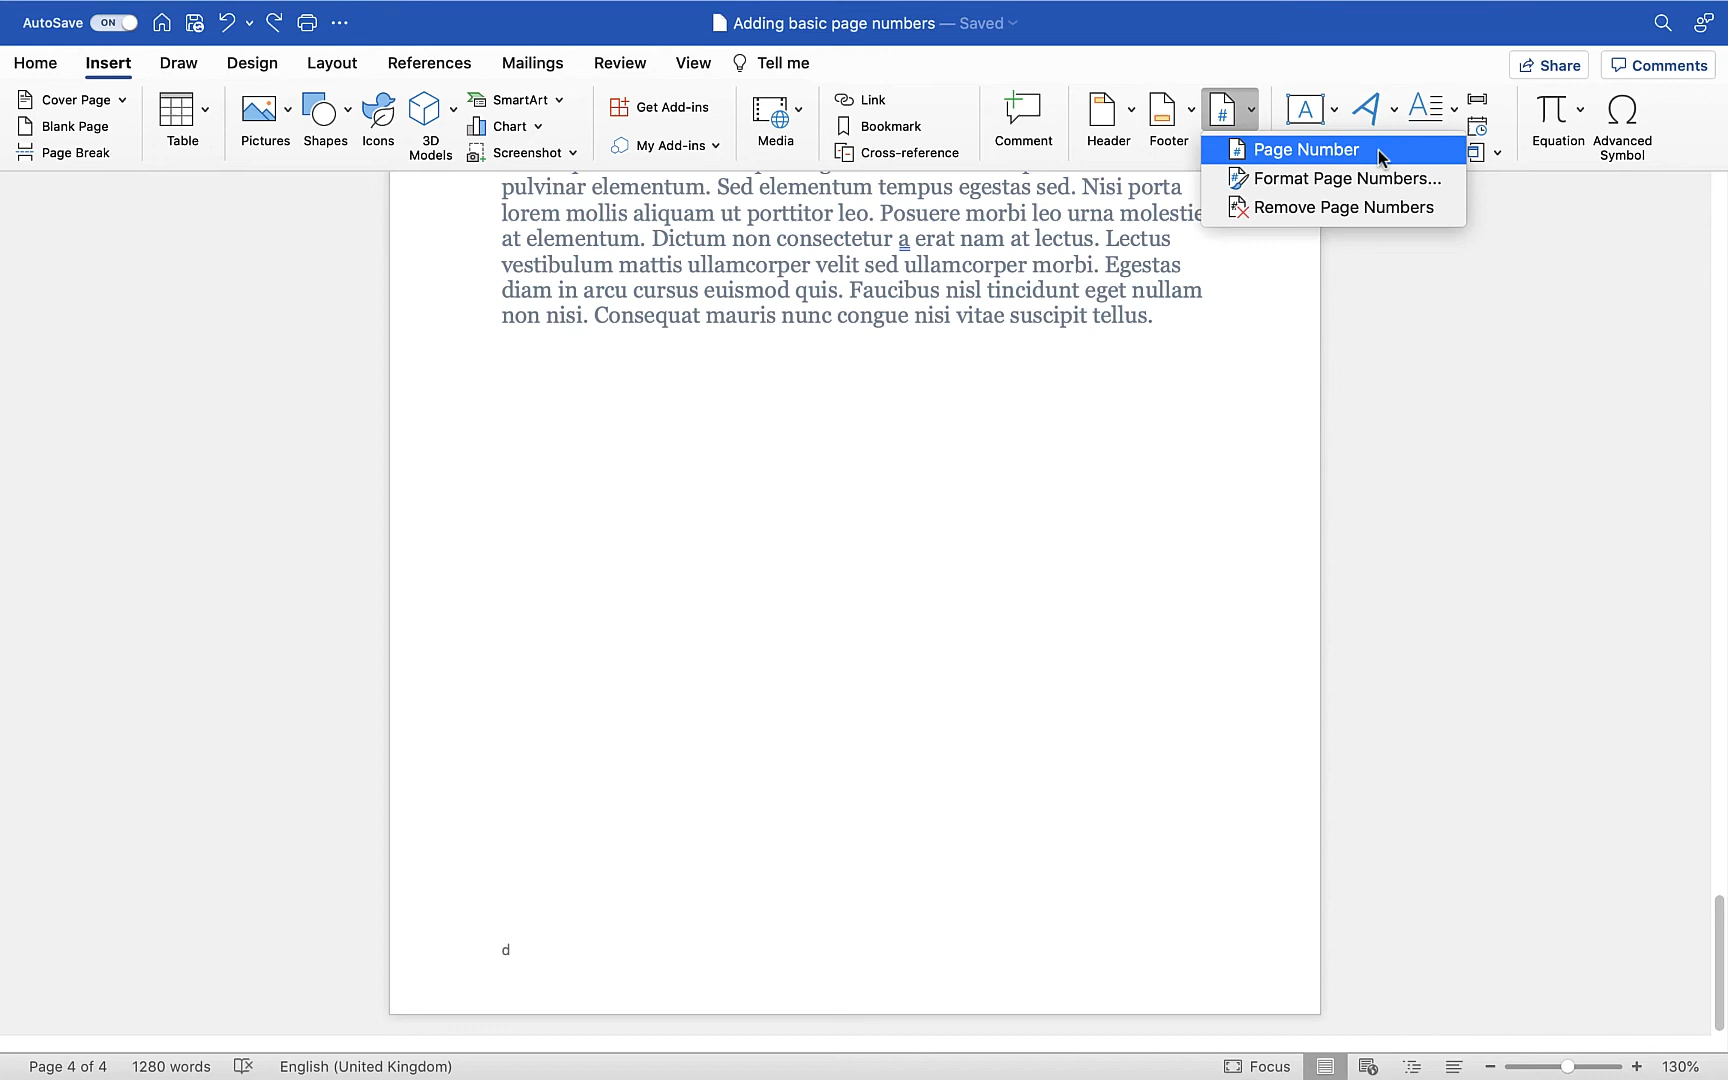 AutoSave ON Adding basic page numbers — Saved
Home Insert Draw Design Layout References Mailings Review View Tell me Share Comments
Cover Page
Blank Page
Page Break
Table
Pictures
Shapes
Icons
3D
Models
SmartArt
Chart
Screenshot
Get Add-ins
My Add-ins
Media
Link
Bookmark
Cross-reference
Comment
Header
Footer
Equation
Advanced
Symbol
Page Number
Format Page Numbers...
Remove Page Numbers
pulvinar elementum. Sed elementum tempus egestas sed. Nisi porta
lorem mollis aliquam ut porttitor leo. Posuere morbi leo urna molestie
at elementum. Dictum non consectetur a erat nam at lectus. Lectus
vestibulum mattis ullamcorper velit sed ullamcorper morbi. Egestas
diam in arcu cursus euismod quis. Faucibus nisl tincidunt eget nullam
non nisi. Consequat mauris nunc congue nisi vitae suscipit tellus.
d
Page 4 of 4 1280 words English (United Kingdom) Focus 130%